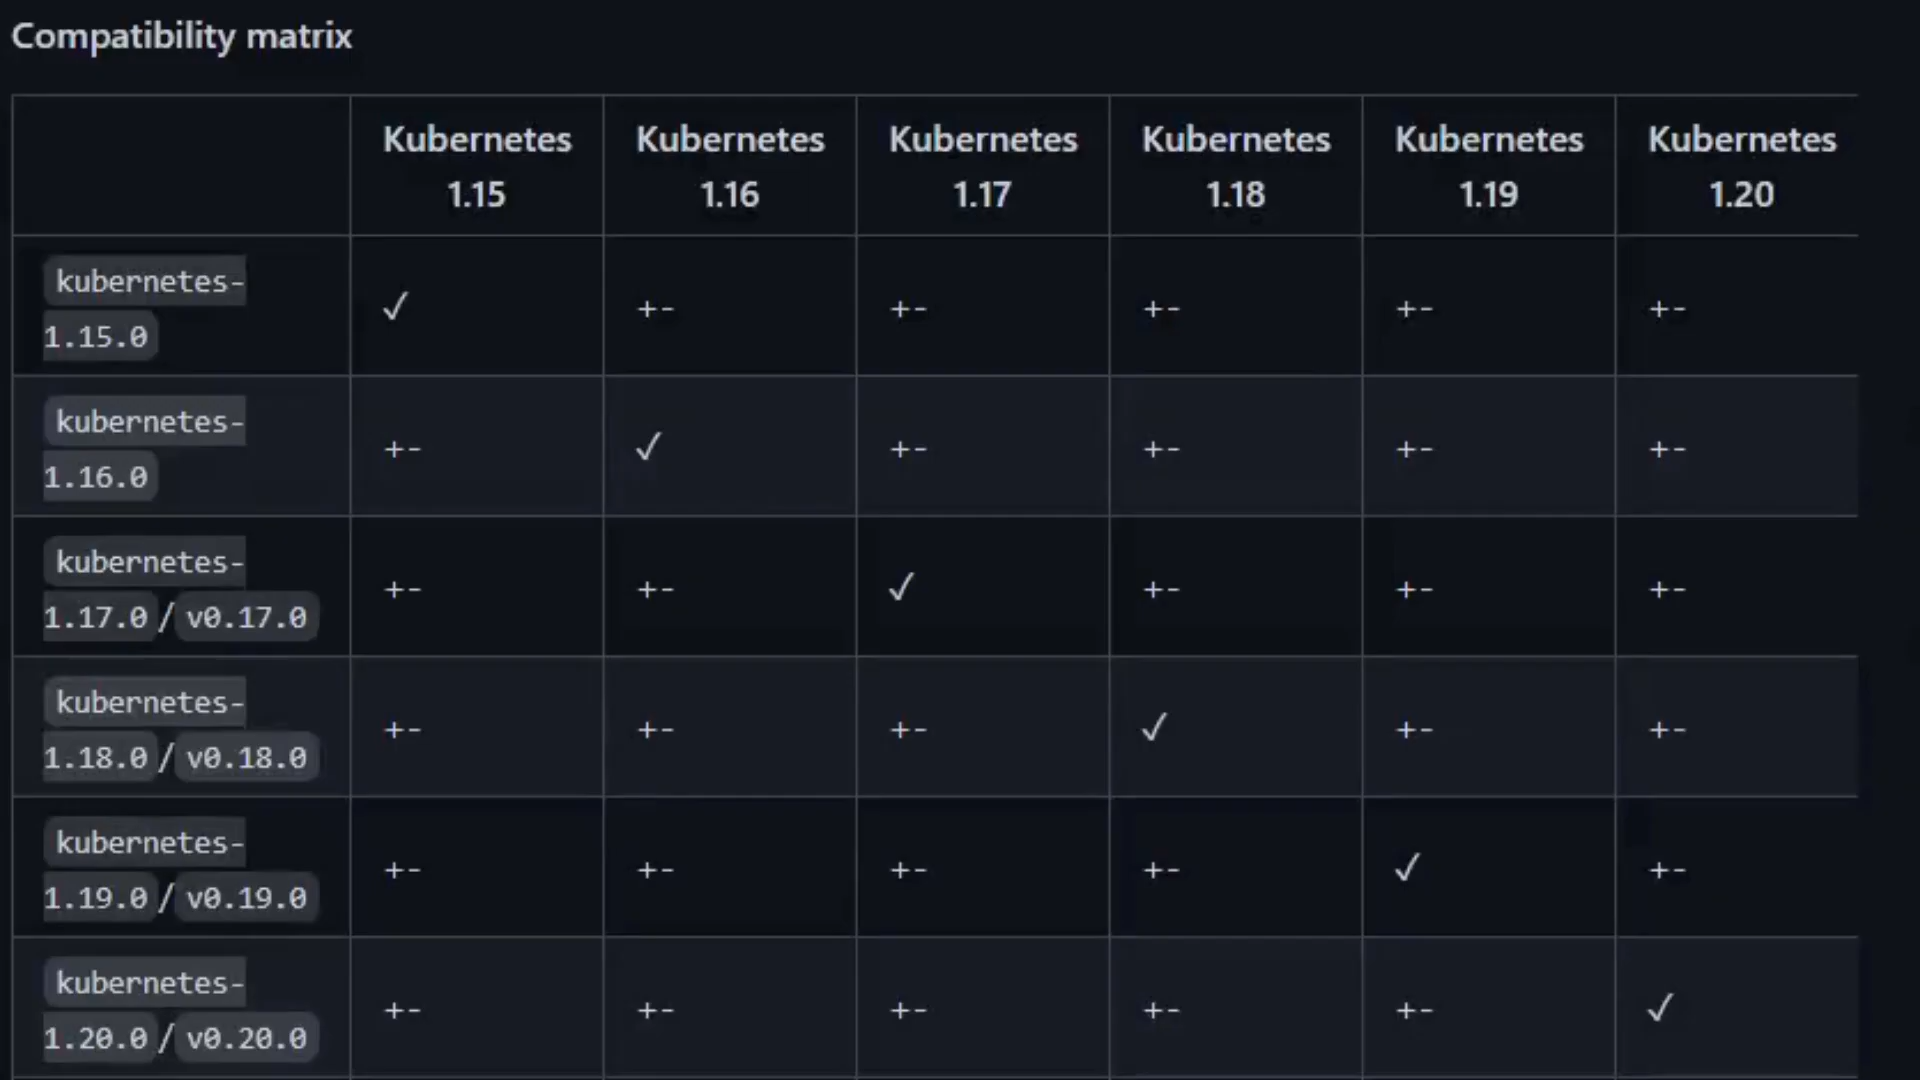 Compatibility matrix
Kubernetes 1.15 Kubernetes 1.16 Kubernetes 1.17 Kubernetes 1.18 Kubernetes 1.19 Kubernetes 1.20
kubernetes-1.15.0 ✓ +- +- +- +- +-
kubernetes-1.16.0 +- ✓ +- +- +- +-
kubernetes-1.17.0/v0.17.0 +- +- ✓ +- +- +-
kubernetes-1.18.0/v0.18.0 +- +- +- ✓ +- +-
kubernetes-1.19.0/v0.19.0 +- +- +- +- ✓ +-
kubernetes-1.20.0/v0.20.0 +- +- +- +- +- ✓